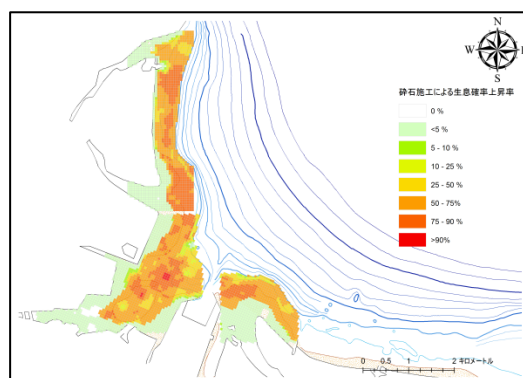 N
W
E
S
砕石施工による生息確率上昇率
0 %
<5 %
5 - 10 %
10 - 25 %
25 - 50 %
50 - 75%
75 - 90 %
>90%
0 0.5 1 2 キロメートル